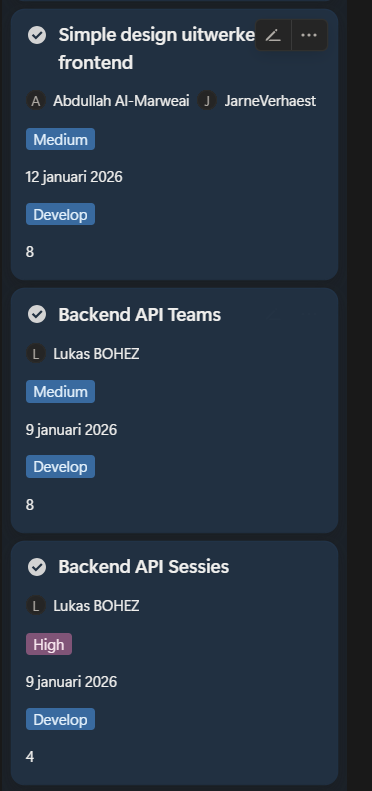 Simple design uitwerke
frontend
A Abdullah Al-Marweai J JarneVerhaest
Medium
12 januari 2026
Develop
8
Backend API Teams
L Lukas BOHEZ
Medium
9 januari 2026
Develop
8
Backend API Sessies
L Lukas BOHEZ
High
9 januari 2026
Develop
4